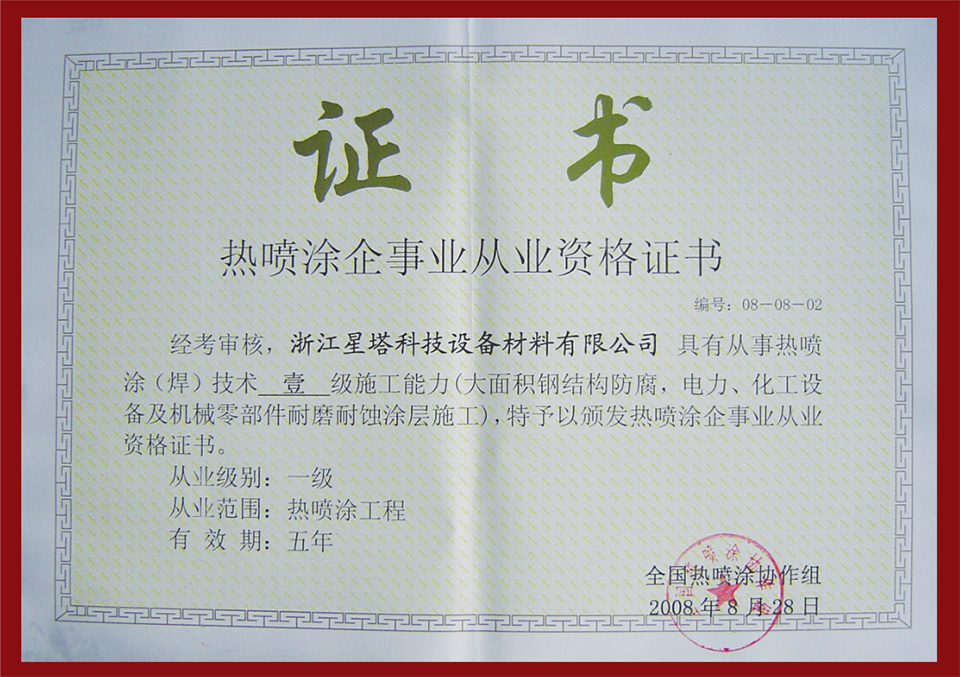 证 书
热喷涂企事业从业资格证书
编号：08－08－02
经考审核，浙江星塔科技设备材料有限公司 具有从事热喷
涂（焊）技术 壹 级施工能力（大面积钢结构防腐，电力、化工设
备及机械零部件耐磨耐蚀涂层施工），特予以颁发热喷涂企事业从业
资格证书。
从业级别：一级
从业范围：热喷涂工程
有 效 期：五年
全国热喷涂协作组
2008 年 8 月 28 日